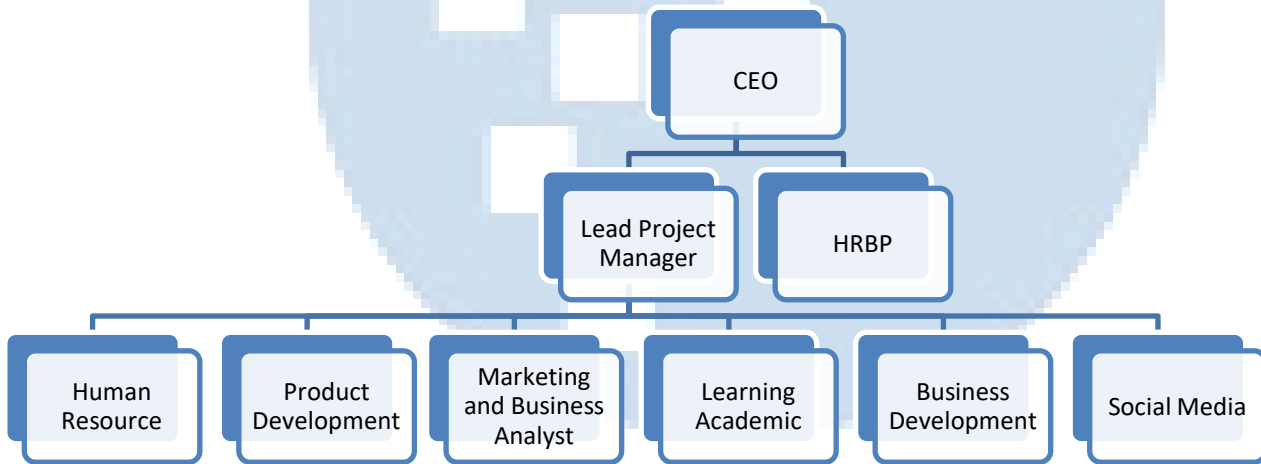 CEO
Lead Project
Manager
HRBP
Human
Resource
Product
Development
Marketing
and Business
Analyst
Learning
Academic
Business
Development
Social Media